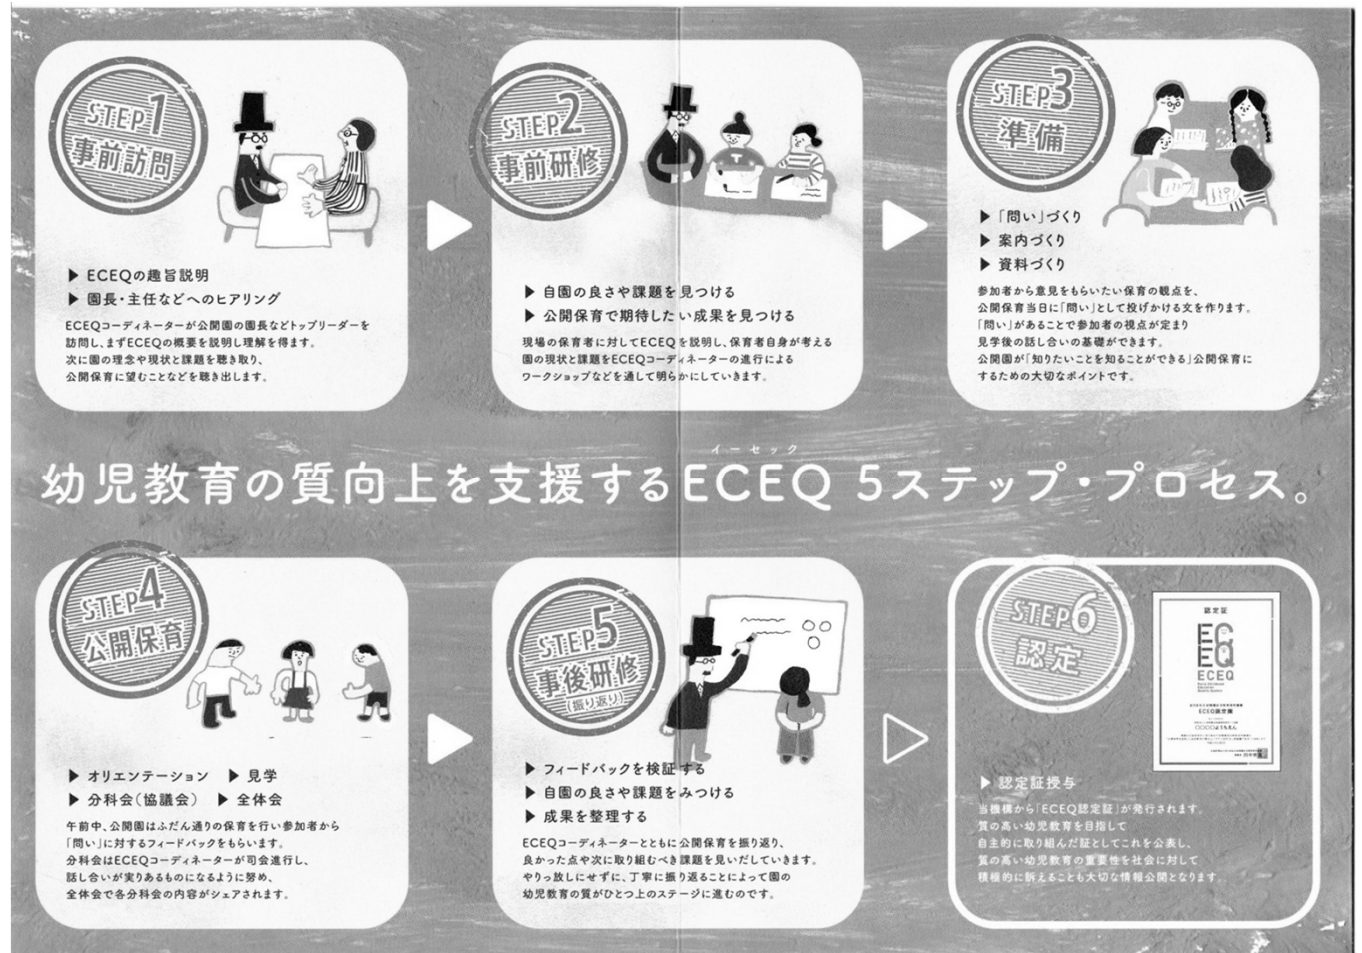 STEP1
事前訪問
▶ ECEQの趣旨説明
▶ 園長・主任などへのヒアリング
ECEQコーディネーターが公開園の園長などトップリーダーを
訪問し、まずECEQの概要を説明し理解を得ます。
次に園の理念や現状と課題を聴き取り、
公開保育に望むことなどを聴き出します。
STEP2
事前研修
▶ 自園の良さや課題を見つける
▶ 公開保育で期待したい成果を見つける
現場の保育者に対してECEQを説明し、保育者自身が考える
園の現状と課題をECEQコーディネーターの進行による
ワークショップなどを通して明らかにしていきます。
STEP3
準備
▶ 「問い」づくり
▶ 案内づくり
▶ 資料づくり
参加者から意見をもらいたい保育の観点を、
公開保育当日に「問い」として投げかける文を作ります。
「問い」があることで参加者の視点が定まり
見学後の話し合いの基礎ができます。
公開園が「知りたいことを知ることができる」公開保育に
するための大切なポイントです。
イーセック
幼児教育の質向上を支援するECEQ 5ステップ・プロセス。
STEP4
公開保育
▶ オリエンテーション ▶ 見学
▶ 分科会(協議会) ▶ 全体会
午前中、公開園はふだん通りの保育を行い参加者から
「問い」に対するフィードバックをもらいます。
分科会はECEQコーディネーターが司会進行し、
話し合いが実りあるものになるように努め、
全体会で各分科会の内容がシェアされます。
STEP5
事後研修
(振り返り)
▶ フィードバックを検証する
▶ 自園の良さや課題をみつける
▶ 成果を整理する
ECEQコーディネーターとともに公開保育を振り返り、
良かった点や次に取り組むべき課題を見いだしていきます。
やりっ放しにせずに、丁寧に振り返ることによって園の
幼児教育の質がひとつ上のステージに進むのです。
STEP6
認定
認定証
EC
EQ
ECEQ
ECEQ認定園
〇〇〇〇ようちえん
▶ 認定証授与
当機構から「ECEQ認定証」が発行されます。
質の高い幼児教育を目指して
自主的に取り組んだ証としてこれを公表し、
質の高い幼児教育の重要性を社会に対して
積極的に訴えることも大切な情報公開となります。